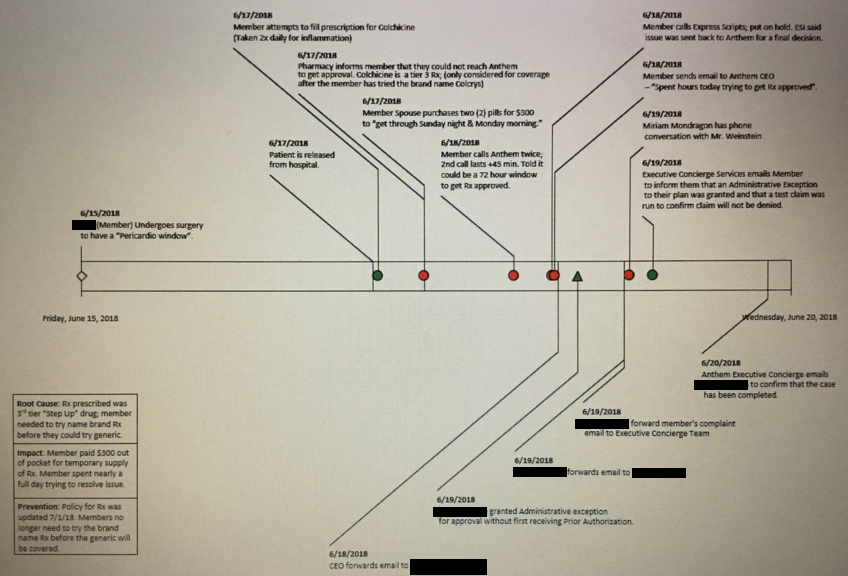 6/17/2018
Member attempts to fill prescription for Colchicine
(Taken 2x daily for inflammation)
6/17/2018
Pharmacy informs member that they could not reach Anthem
to get approval. Colchicine is a tier 3 Rx; (only considered for coverage
after the member has tried the brand name Colcrys)
6/17/2018
Member Spouse purchases two (2) pills for $300
to "get through Sunday night & Monday morning."
6/17/2018
Patient is released
from hospital.
6/18/2018
Member calls Anthem twice;
2nd call lasts +45 min. Told it
could be a 72 hour window
to get Rx approved.
6/18/2018
Member calls Express Scripts; put on hold. ESI said
issue was sent back to Anthem for a final decision.
6/18/2018
Member sends email to Anthem CEO
– "Spent hours today trying to get Rx approved".
6/19/2018
Miriam Mondragon has phone
conversation with Mr. Weinstein
6/19/2018
Executive Concierge Services emails Member
to inform them that an Administrative Exception
to their plan was granted and that a test claim was
run to confirm claim will not be denied.
6/15/2018
(Member) Undergoes surgery
to have a "Pericardio window".
Friday, June 15, 2018
Wednesday, June 20, 2018
6/20/2018
Anthem Executive Concierge emails
to confirm that the case
has been completed.
6/19/2018
forward member's complaint
email to Executive Concierge Team
6/19/2018
forwards email to
6/19/2018
granted Administrative exception
for approval without first receiving Prior Authorization.
6/18/2018
CEO forwards email to
Root Cause: Rx prescribed was
3rd tier "Step Up" drug; member
needed to try name brand Rx
before they could try generic.
Impact: Member paid $300 out
of pocket for temporary supply
of Rx. Member spent nearly a
full day trying to resolve issue.
Prevention: Policy for Rx was
updated 7/1/18. Members no
longer need to try the brand
name Rx before the generic will
be covered.